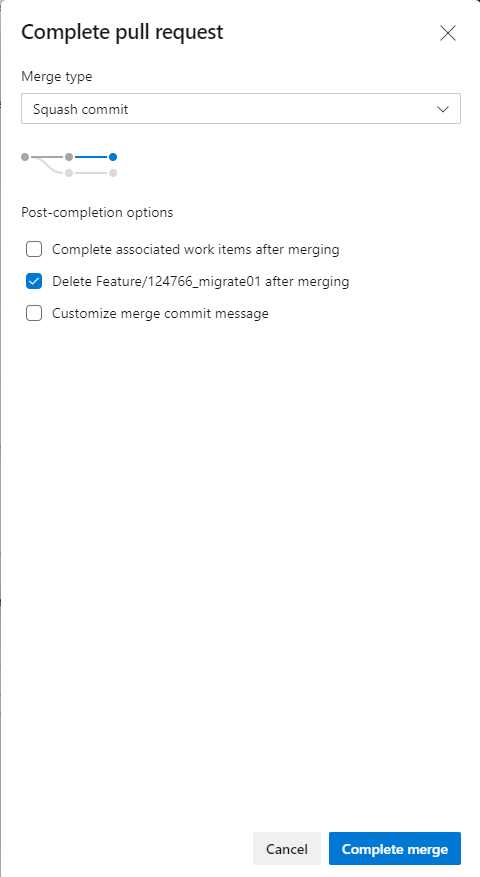 Complete pull request
Merge type
Squash commit
Post-completion options
Complete associated work items after merging
Delete Feature/124766_migrate01 after merging
Customize merge commit message
Cancel
Complete merge